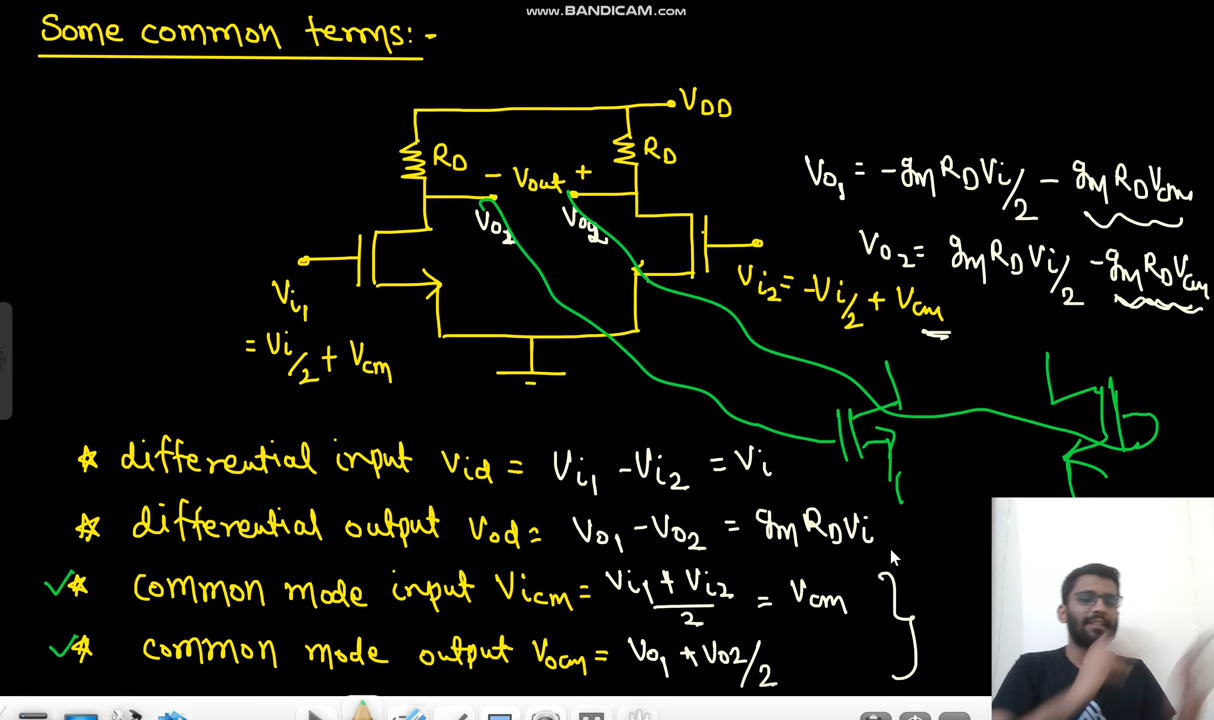 www.BANDICAM.com
Some common terms:-
VDD
RD
RD
- Vout +
Vo2
Vi1
= Vi/2 + Vcm
Vi2 = -Vi/2 + Vcm
Vo1 = -gmRDVi/2 - gmRDVcm
Vo2 = gmRDVi/2 - gmRDVcm
* differential input Vid = Vi1 - Vi2 = Vi
* differential output Vod = Vo1 - Vo2 = gmRDVi
✓* common mode input Vicm = Vi1 + Vi2/2 = Vcm
✓* common mode output Vocm = Vo1 + Vo2/2